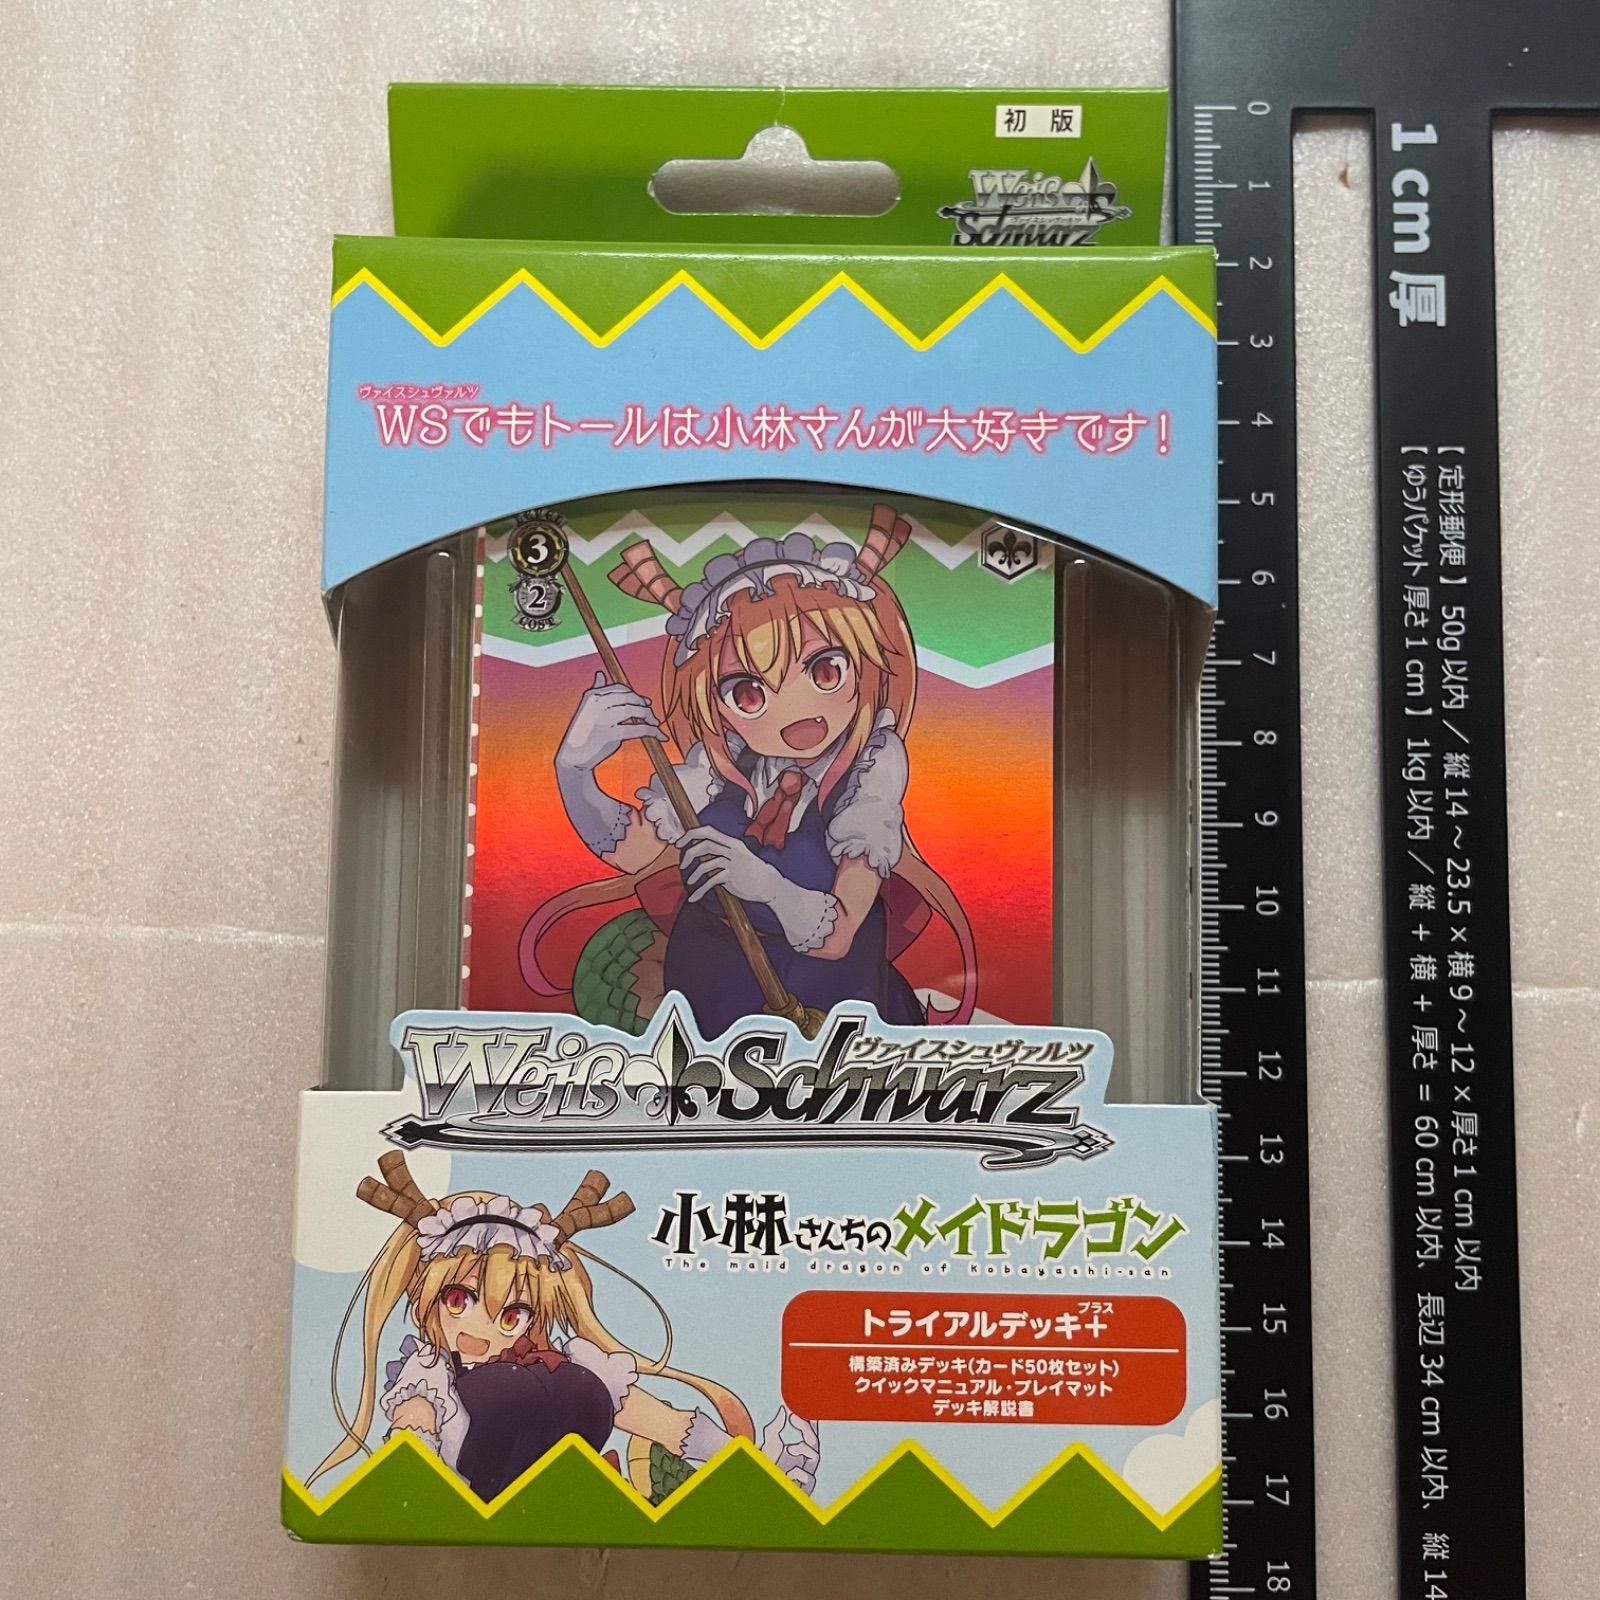 初 版
Weiß Schwarz
ヴァイスシュヴァルツ
ヴァイスシュヴァルツ
WSでもトールは小林さんが大好きです!
3
2
COST
ヴァイスシュヴァルツ
Weiß Schwarz
小林さんちのメイドラゴン
The maid dragon of kobayashi-san
プラス
トライアルデッキ+
構築済みデッキ(カード50枚セット)
クイックマニュアル・プレイマット
デッキ解説書
0
1
2
3
4
5
6
7
8
9
10
11
12
13
14
15
16
17
18
1cm厚
【定形郵便】50g以内／縦14～23.5×横9～12×厚さ1cm以内
【ゆうパケット厚さ1cm】1kg以内／縦+横+厚さ=60cm以内、長辺34cm以内、縦14